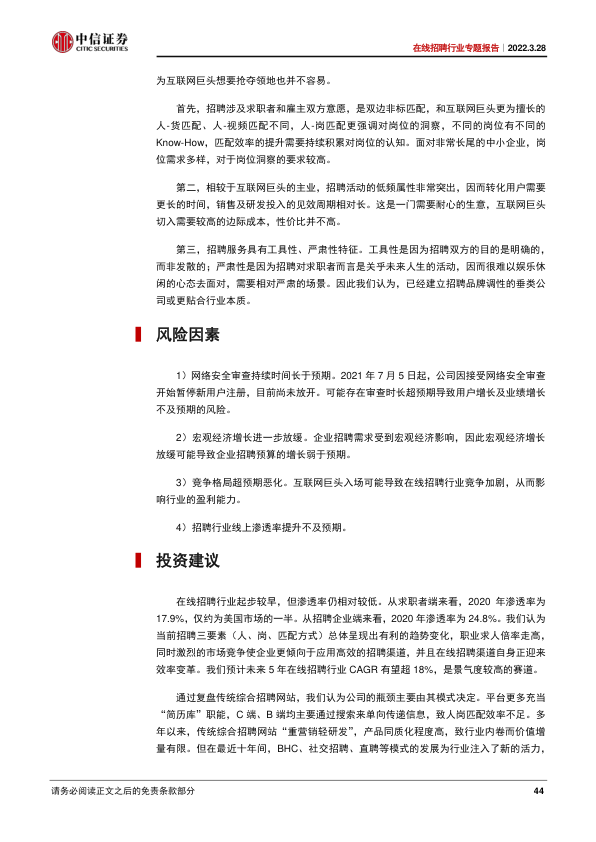 中信证券
CITIC SECURITIES
在线招聘行业专题报告｜2022.3.28
为互联网巨头想要抢夺领地也并不容易。
首先，招聘涉及求职者和雇主双方意愿，是双边非标匹配，和互联网巨头更为擅长的
人-货匹配、人-视频匹配不同，人-岗匹配更强调对岗位的洞察，不同的岗位有不同的
Know-How，匹配效率的提升需要持续积累对岗位的认知。面对非常长尾的中小企业，岗
位需求多样，对于岗位洞察的要求较高。
第二，相较于互联网巨头的主业，招聘活动的低频属性非常突出，因而转化用户需要
更长的时间，销售及研发投入的见效周期相对长。这是一门需要耐心的生意，互联网巨头
切入需要较高的边际成本，性价比并不高。
第三，招聘服务具有工具性、严肃性特征。工具性是因为招聘双方的目的是明确的，
而非发散的；严肃性是因为招聘对求职者而言是关乎未来人生的活动，因而很难以娱乐休
闲的心态去面对，需要相对严肃的场景。因此我们认为，已经建立招聘品牌调性的垂类公
司或更贴合行业本质。
风险因素
1）网络安全审查持续时间长于预期。2021 年 7 月 5 日起，公司因接受网络安全审查
开始暂停新用户注册，目前尚未放开。可能存在审查时长超预期导致用户增长及业绩增长
不及预期的风险。
2）宏观经济增长进一步放缓。企业招聘需求受到宏观经济影响，因此宏观经济增长
放缓可能导致企业招聘预算的增长弱于预期。
3）竞争格局超预期恶化。互联网巨头入场可能导致在线招聘行业竞争加剧，从而影
响行业的盈利能力。
4）招聘行业线上渗透率提升不及预期。
投资建议
在线招聘行业起步较早，但渗透率仍相对较低。从求职者端来看，2020 年渗透率为
17.9%，仅约为美国市场的一半。从招聘企业端来看，2020 年渗透率为 24.8%。我们认为
当前招聘三要素（人、岗、匹配方式）总体呈现出有利的趋势变化，职业求人倍率走高，
同时激烈的市场竞争使企业更倾向于应用高效的招聘渠道，并且在线招聘渠道自身正迎来
效率变革。我们预计未来 5 年在线招聘行业 CAGR 有望超 18%，是景气度较高的赛道。
通过复盘传统综合招聘网站，我们认为公司的瓶颈主要由其模式决定。平台更多充当
“简历库”职能，C 端、B 端均主要通过搜索来单向传递信息，致人岗匹配效率不足。多
年以来，传统综合招聘网站“重营销轻研发”，产品同质化程度高，致行业内卷而价值增
量有限。但在最近十年间，BHC、社交招聘、直聘等模式的发展为行业注入了新的活力，
请务必阅读正文之后的免责条款部分
44